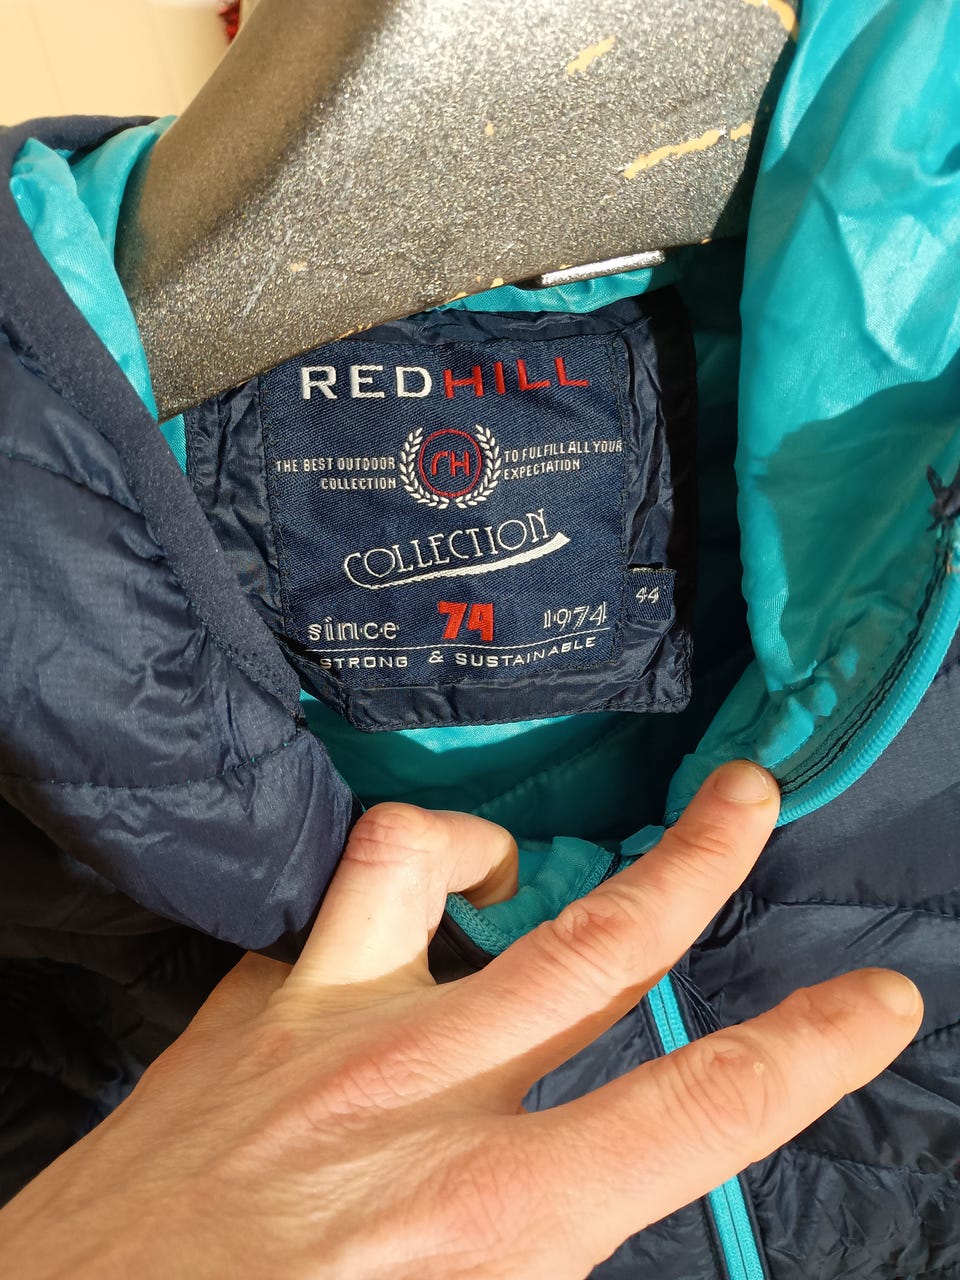 REDHILL
THE BEST OUTDOOR
COLLECTION
rH
TO FULFILL ALL YOUR
EXPECTATION
COLLECTION
since 74 1974
STRONG & SUSTAINABLE
44